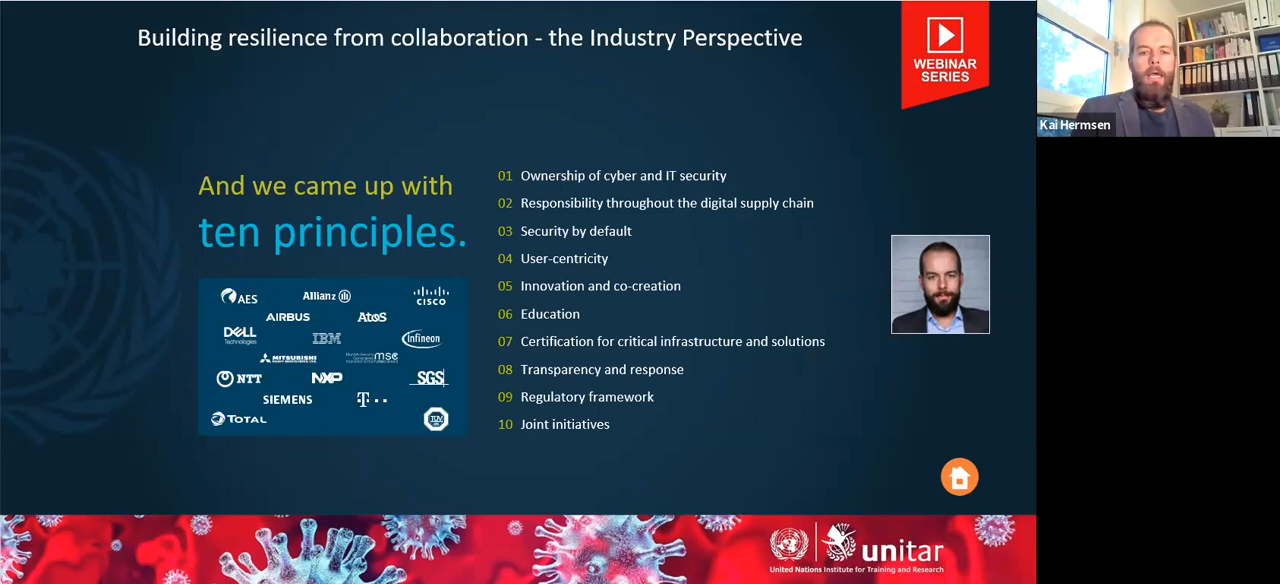 Building resilience from collaboration - the Industry Perspective
WEBINAR
SERIES
Kai Hermsen
And we came up with
ten principles.
AES
Allianz
CISCO
AIRBUS
Atos
DELL
Technologies
IBM
Infineon
MITSUBISHI
msc
NTT
NXP
SGS
SIEMENS
T
TOTAL
TÜV
01 Ownership of cyber and IT security
02 Responsibility throughout the digital supply chain
03 Security by default
04 User-centricity
05 Innovation and co-creation
06 Education
07 Certification for critical infrastructure and solutions
08 Transparency and response
09 Regulatory framework
10 Joint initiatives
unitar
United Nations Institute for Training and Research